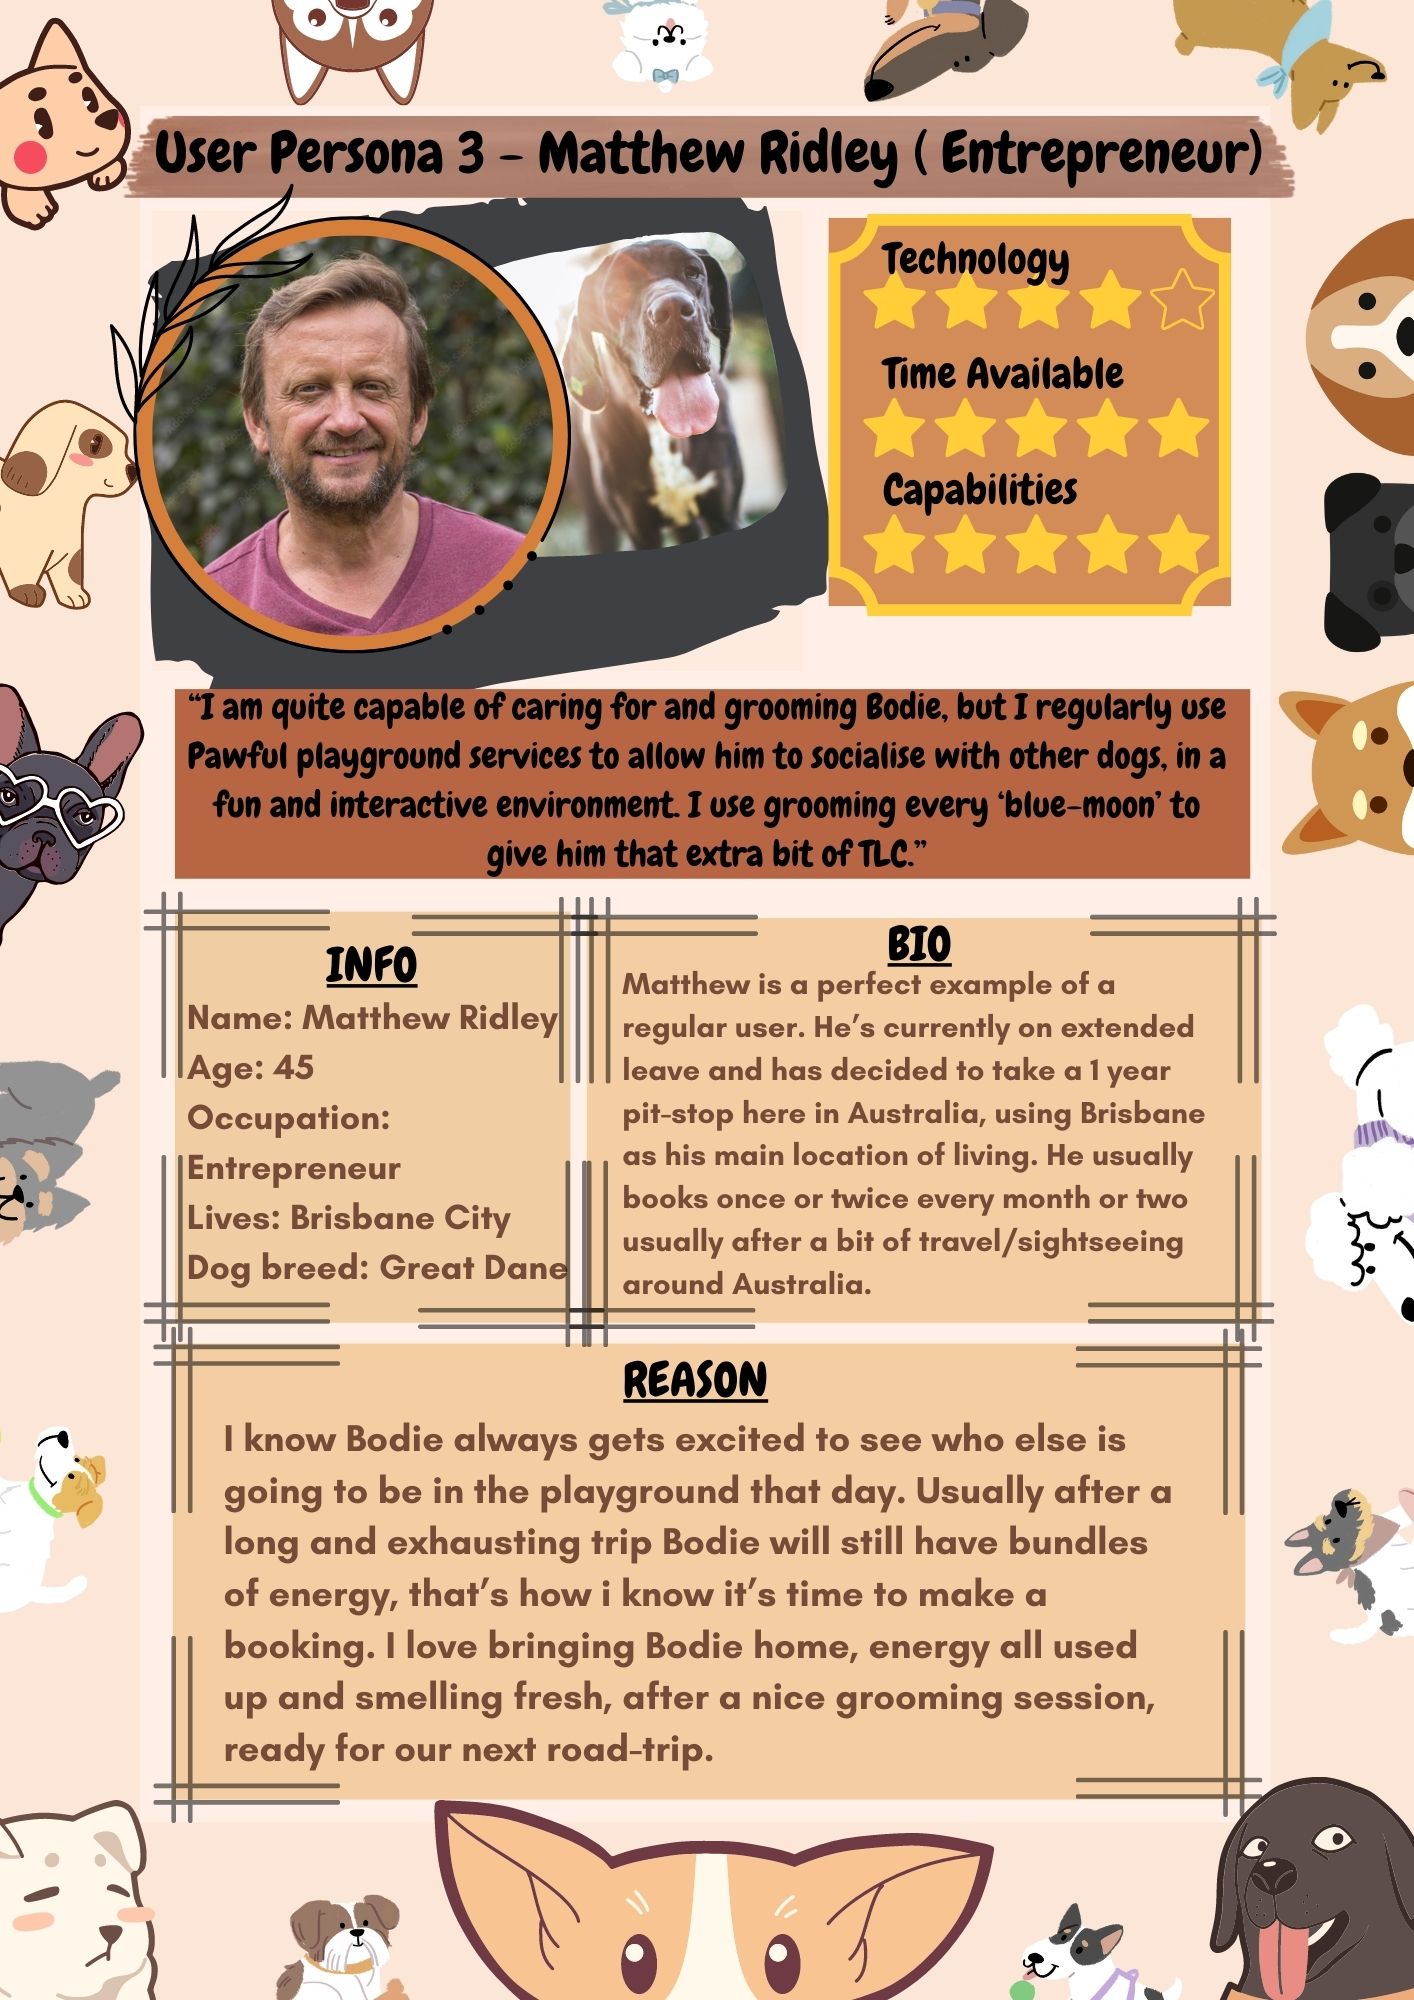 User Persona 3 - Matthew Ridley ( Entrepreneur)
Technology
Time Available
Capabilities
“I am quite capable of caring for and grooming Bodie, but I regularly use
Pawful playground services to allow him to socialise with other dogs, in a
fun and interactive environment. I use grooming every ‘blue-moon’ to
give him that extra bit of TLC.”
INFO
Name: Matthew Ridley
Age: 45
Occupation:
Entrepreneur
Lives: Brisbane City
Dog breed: Great Dane
BIO
Matthew is a perfect example of a
regular user. He’s currently on extended
leave and has decided to take a 1 year
pit-stop here in Australia, using Brisbane
as his main location of living. He usually
books once or twice every month or two
usually after a bit of travel/sightseeing
around Australia.
REASON
I know Bodie always gets excited to see who else is
going to be in the playground that day. Usually after a
long and exhausting trip Bodie will still have bundles
of energy, that’s how i know it’s time to make a
booking. I love bringing Bodie home, energy all used
up and smelling fresh, after a nice grooming session,
ready for our next road-trip.